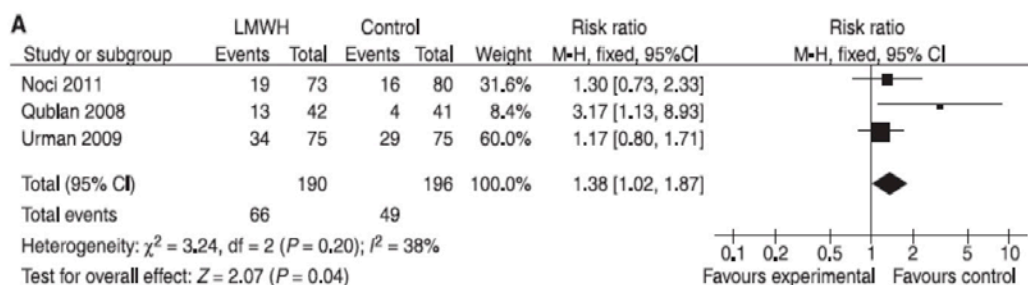 A
LMWH Control Risk ratio Risk ratio
Study or subgroup Events Total Events Total Weight M-H, fixed, 95%CI M-H, fixed, 95% CI
Noci 2011 19 73 16 80 31.6% 1.30 [0.73, 2.33]
Qublan 2008 13 42 4 41 8.4% 3.17 [1.13, 8.93]
Urman 2009 34 75 29 75 60.0% 1.17 [0.80, 1.71]
Total (95% CI) 190 196 100.0% 1.38 [1.02, 1.87]
Total events 66 49
Heterogeneity: χ² = 3.24, df = 2 (P = 0.20); I² = 38%
0.1 0.2 0.5 1 2 5 10
Test for overall effect: Z = 2.07 (P = 0.04) Favours experimental Favours control